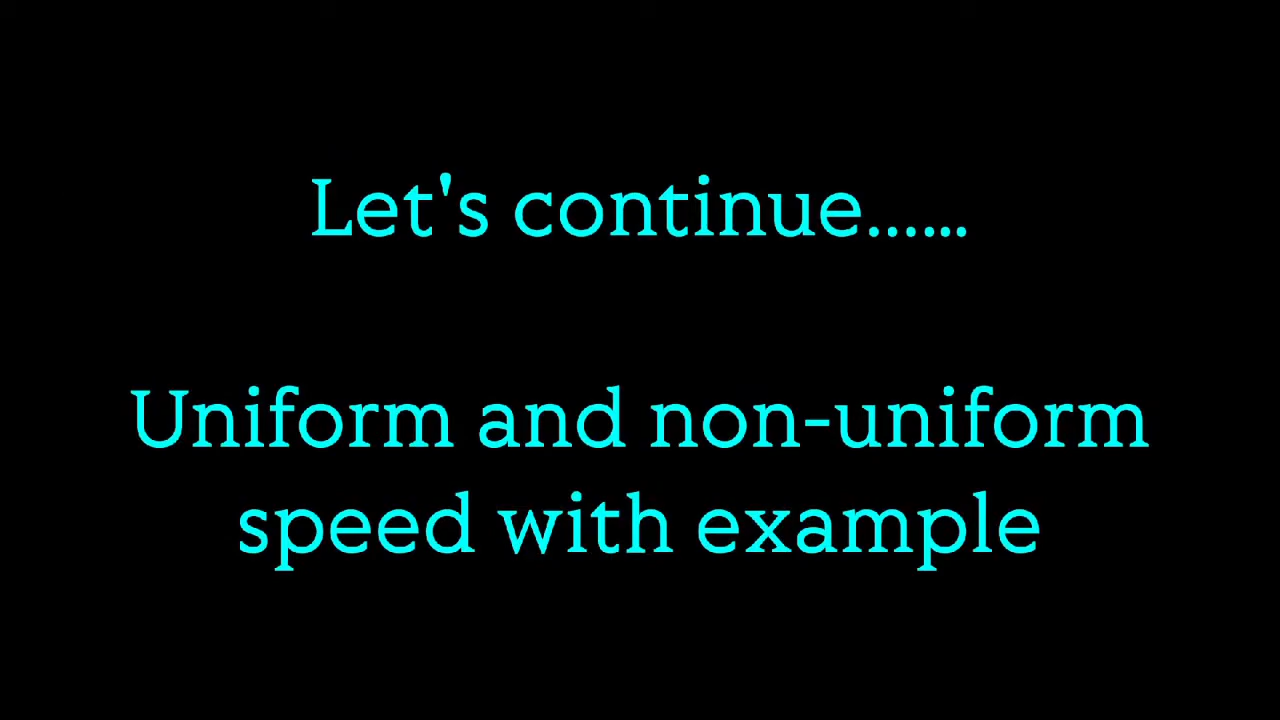 Let's continue......
Uniform and non-uniform
speed with example